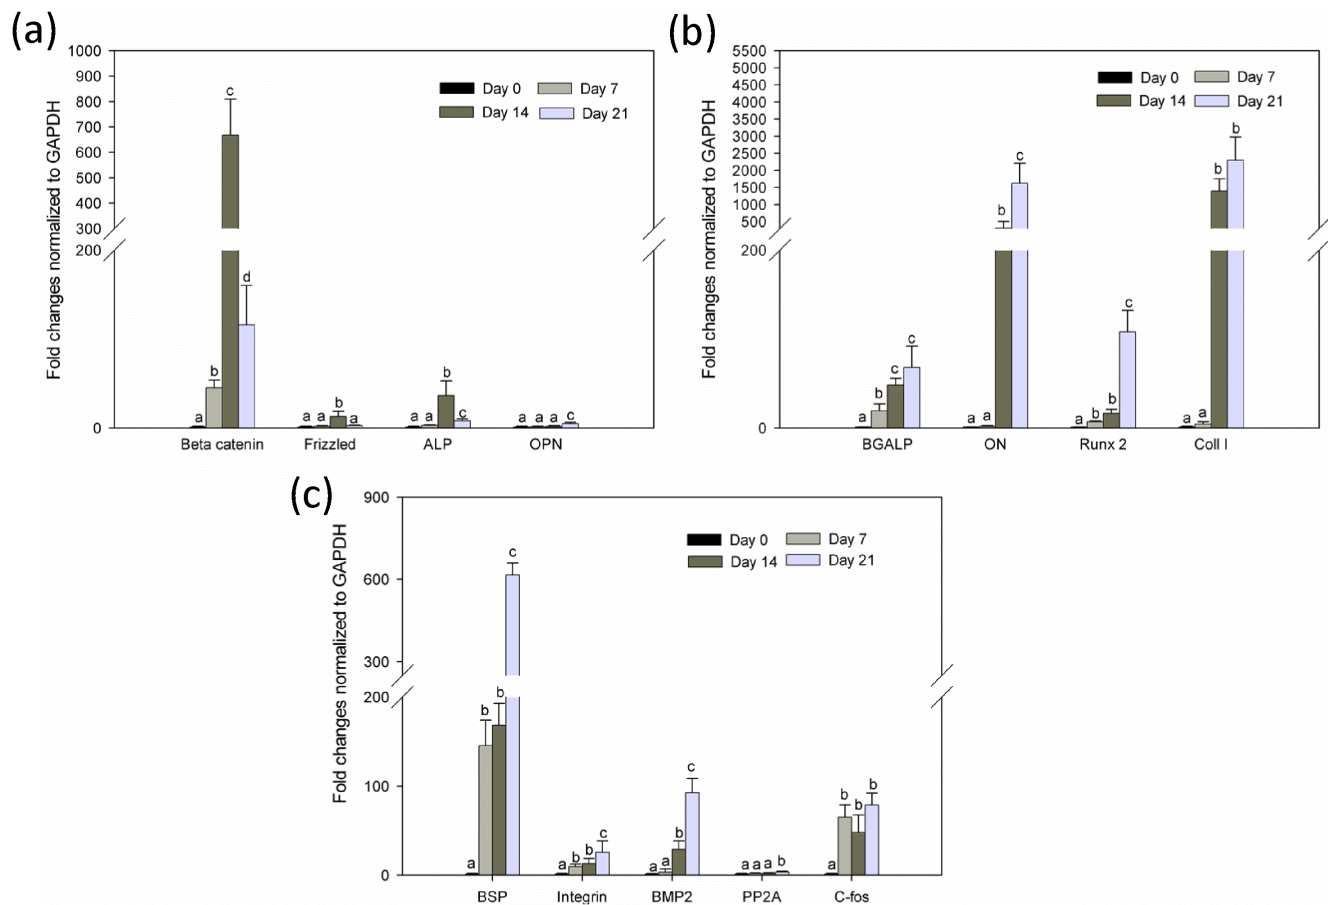 (a)
Fold changes normalized to GAPDH
1000
900
800
700
600
500
400
300
200
0
Day 0 Day 7
Day 14 Day 21
a b c d
a a b a
a a b c
a a a c
Beta catenin Frizzled ALP OPN
(b)
Fold changes normalized to GAPDH
5500
5000
4500
4000
3500
3000
2500
2000
1500
1000
500
200
0
Day 0 Day 7
Day 14 Day 21
a b c c
a a b c
a b b c
a a b b
BGALP ON Runx 2 Coll I
(c)
Fold changes normalized to GAPDH
900
600
300
200
100
0
Day 0 Day 7
Day 14 Day 21
a b b c
a b b c
a a b c
a a a b
a b b b
BSP Integrin BMP2 PP2A C-fos